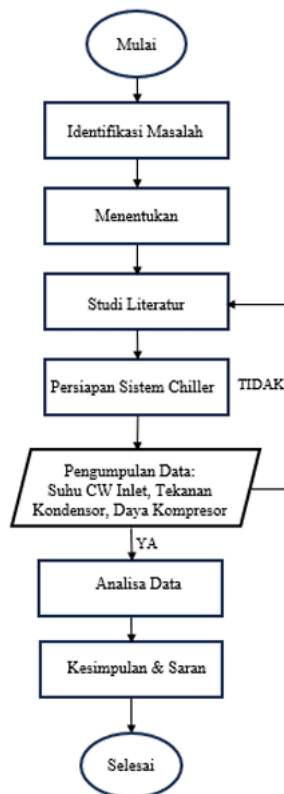 Mulai
Identifikasi Masalah
Menentukan
Studi Literatur
Persiapan Sistem Chiller
TIDAK
Pengumpulan Data:
Suhu CW Inlet, Tekanan
Kondensor, Daya Kompresor
YA
Analisa Data
Kesimpulan & Saran
Selesai